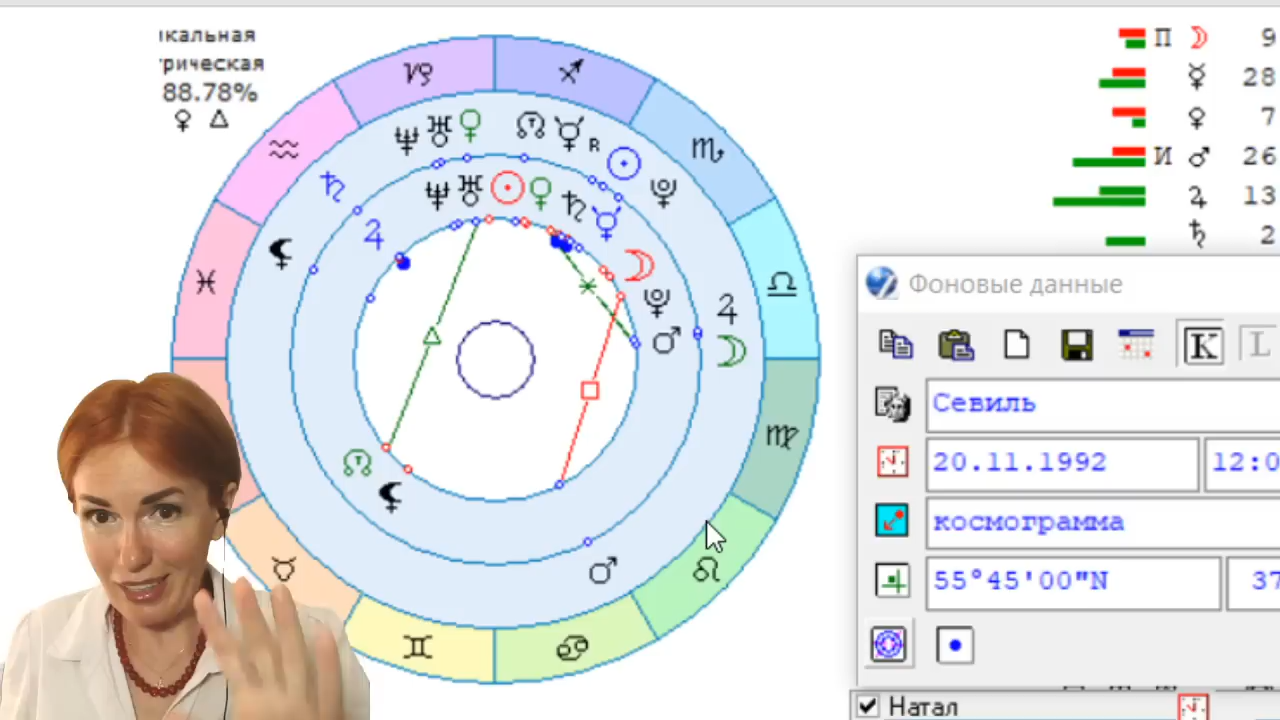 икальная
рическая
88.78%
♀ △
П ☽ 9
☿ 28
♀ 7
И ♂ 26
♃ 13
♄ 2
Фоновые данные
K L
Севиль
20.11.1992 12:0
космограмма
55°45'00"N 37
Натал